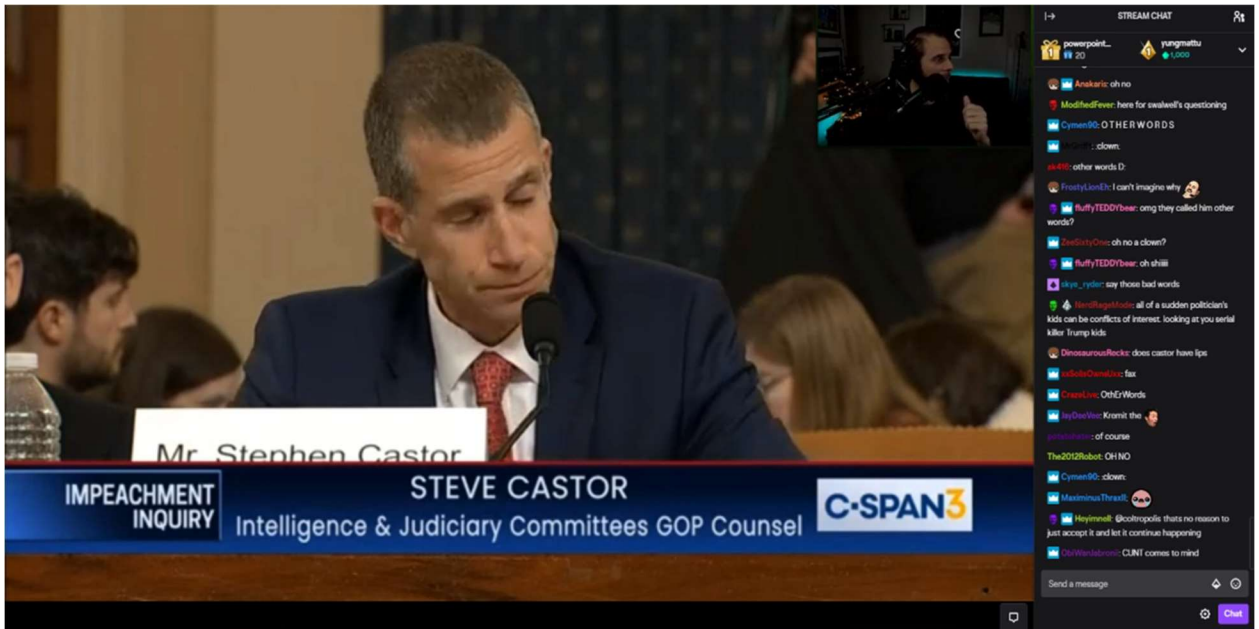 Mr. Stephen Castor
IMPEACHMENT
INQUIRY
STEVE CASTOR
Intelligence & Judiciary Committees GOP Counsel
C-SPAN3
STREAM CHAT
powerpoint...
20
yungmattu
1,000
Anskaris: oh no
ModifiedFever: here for swalwell's questioning
Cymen90: O T H E R W O R D S
: :clown:
: other words D:
FrostyLionEh: I can't imagine why
fluffyTEDDYbear: omg they called him other
words?
ZeeSixtyOne: oh no a clown?
fluffyTEDDYbear: oh shiiiii
skye_ryder: say those bad words
NerdRageMode: all of a sudden politician's
kids can be conflicts of interest. looking at you serial
killer Trump kids
DinosaurousRocks: does castor have lips
: fax
CrazeLive: OthErWords
JayDeeVee: Kromit the
: of course
The2012Robot: OH NO
Cymen90: :clown:
MaximinusThraxII:
Heyimnell: @coltropolis thats no reason to
just accept it and let it continue happening
ObiWanJabroni: CUNT comes to mind
Send a message
Chat